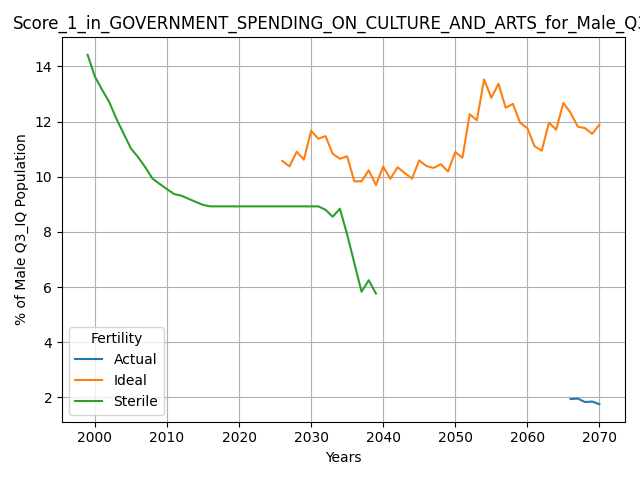 Score_1_in_GOVERNMENT_SPENDING_ON_CULTURE_AND_ARTS_for_Male_Q3
% of Male Q3_IQ Population
14
12
10
8
6
4
2
Fertility
Actual
Ideal
Sterile
2000 2010 2020 2030 2040 2050 2060 2070
Years